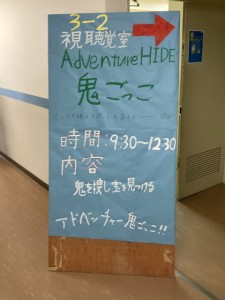 3-2
視聴覚室
Adventure HIDE
鬼ごっこ
時間:9:30~12:30
内容
鬼を捜し宝を見つける
アドベンチャー鬼ごっこ!!